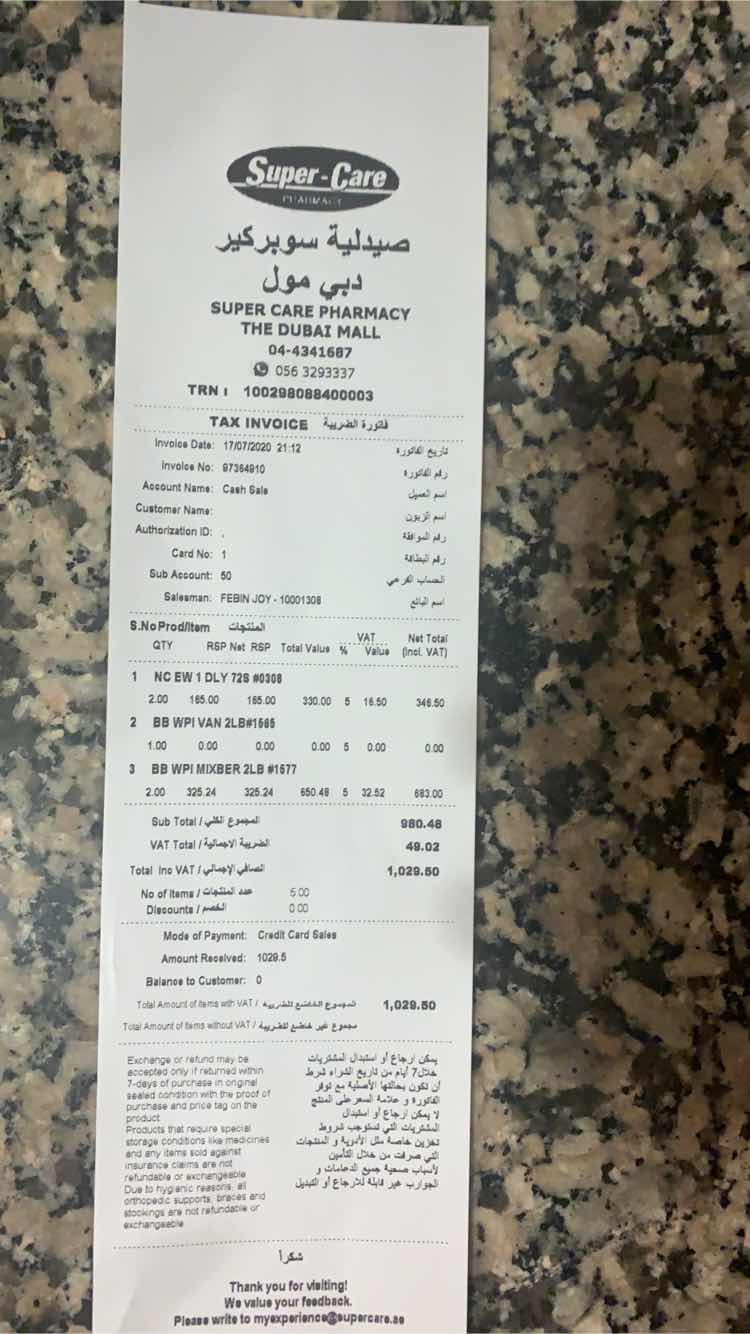 Super-Care
PHARMACY
صيدلية سوبركير
دبي مول
SUPER CARE PHARMACY
THE DUBAI MALL
04-4341687
056 3293337
TRN : 100298088400003
TAX INVOICE فاتورة الضريبة
Invoice Date: 17/07/2020 21:12 تاريخ الفاتورة
Invoice No: 97364910 رقم الفاتورة
Account Name: Cash Sale اسم العميل
Customer Name: اسم الزبون
Authorization ID: . رقم الموافقة
Card No: 1 رقم البطاقة
Sub Account: 50 الحساب الفرعي
Salesman: FEBIN JOY - 10001308 اسم البائع
S.No Prod/Item المنتجات
VAT Net Total
QTY RSP Net RSP Total Value % Value (Incl. VAT)
1 NC EW 1 DLY 72S #0308
2.00 165.00 165.00 330.00 5 16.50 346.50
2 BB WPI VAN 2LB#1565
1.00 0.00 0.00 0.00 5 0.00 0.00
3 BB WPI MIXBER 2LB #1577
2.00 325.24 325.24 650.48 5 32.52 683.00
Sub Total / المجموع الكلي 980.48
VAT Total / الضريبة الاجمالية 49.02
Total Inc VAT / الصافي الإجمالي 1,029.50
No of Items / عدد المنتجات 5.00
Discounts / الخصم 0.00
Mode of Payment: Credit Card Sales
Amount Received: 1029.5
Balance to Customer: 0
Total Amount of items with VAT / المجموع الخاضع للضريبة 1,029.50
Total Amount of items without VAT / مجموع غير خاضع للضريبة
Exchange or refund may be
accepted only if returned within
7-days of purchase in original
sealed condition with the proof of
purchase and price tag on the
product
Products that require special
storage conditions like medicines
and any items sold against
insurance claims are not
refundable or exchangeable
Due to hygienic reasons, all
orthopedic supports, braces and
stockings are not refundable or
exchangeable
يمكن ارجاع أو استبدال المشتريات
خلال7 أيام من تاريخ الشراء شرط
أن تكون بحالتها الأصلية مع توفر
الفاتورة و علامة السعرعلى المنتج
لا يمكن ارجاع أو استبدال
المشتريات التي تستوجب شروط
تخزين خاصة مثل الأدوية و المنتجات
التي صرفت من خلال التأمين
لأسباب صحية جميع الدعامات و
الجوارب غير قابلة للارجاع أو التبديل
شكراً
Thank you for visiting!
We value your feedback.
Please write to myexperience@supercare.ae